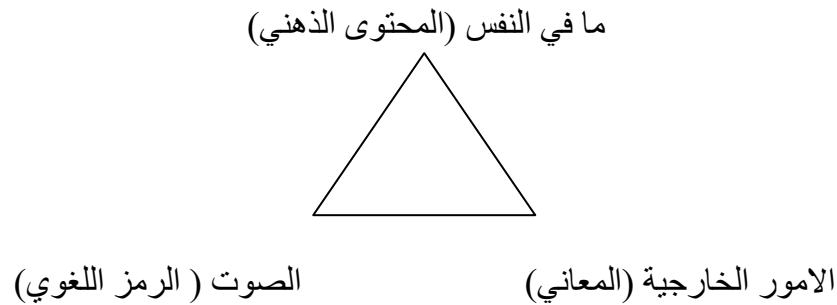 ما في النفس (المحتوى الذهني)
الامور الخارجية (المعاني)
الصوت ( الرمز اللغوي)